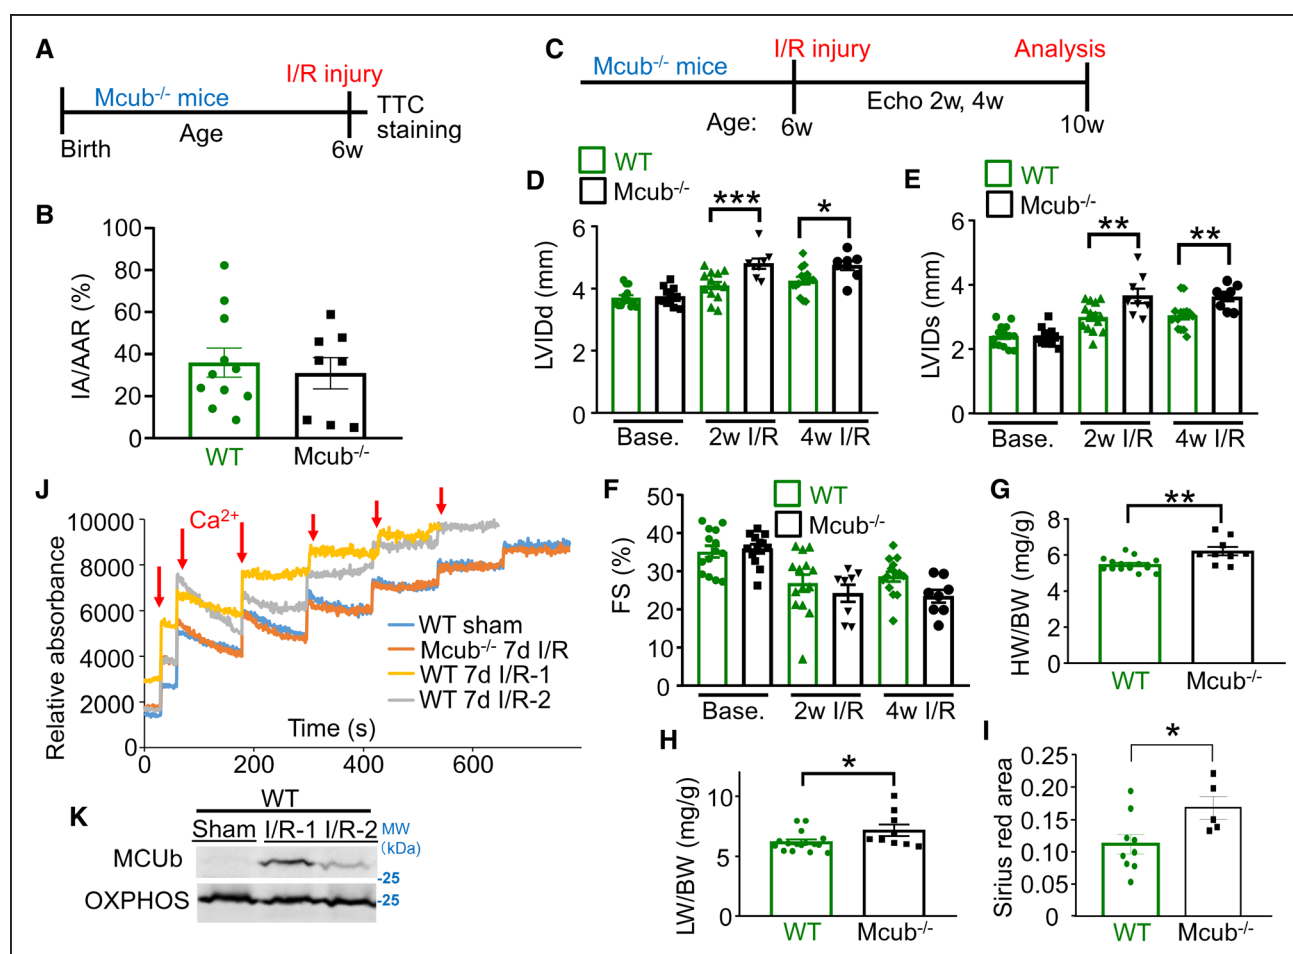 A
I/R injury
Mcub-/- mice
TTC
staining
Age
Birth
6w
C
I/R injury
Analysis
Mcub-/- mice
Echo 2w, 4w
Age:
6w
10w
B
100
80
60
40
20
0
IA/AAR (%)
WT
Mcub-/-
D
WT
Mcub-/-
***
*
6
4
2
0
LVIDd (mm)
Base.
2w I/R
4w I/R
E
WT
Mcub-/-
**
**
6
4
2
0
LVIDs (mm)
Base.
2w I/R
4w I/R
J
Ca2+
10000
8000
6000
4000
2000
0
Relative absorbance
WT sham
Mcub-/- 7d I/R
WT 7d I/R-1
WT 7d I/R-2
Time (s)
0
200
400
600
F
WT
Mcub-/-
50
40
30
20
10
0
FS (%)
Base.
2w I/R
4w I/R
G
**
8
6
4
2
0
HW/BW (mg/g)
WT
Mcub-/-
H
*
10
5
0
LW/BW (mg/g)
WT
Mcub-/-
I
*
0.25
0.20
0.15
0.10
0.05
0
Sirius red area
WT
Mcub-/-
K
WT
Sham
I/R-1
I/R-2
MW
(kDa)
MCUb
-25
OXPHOS
-25